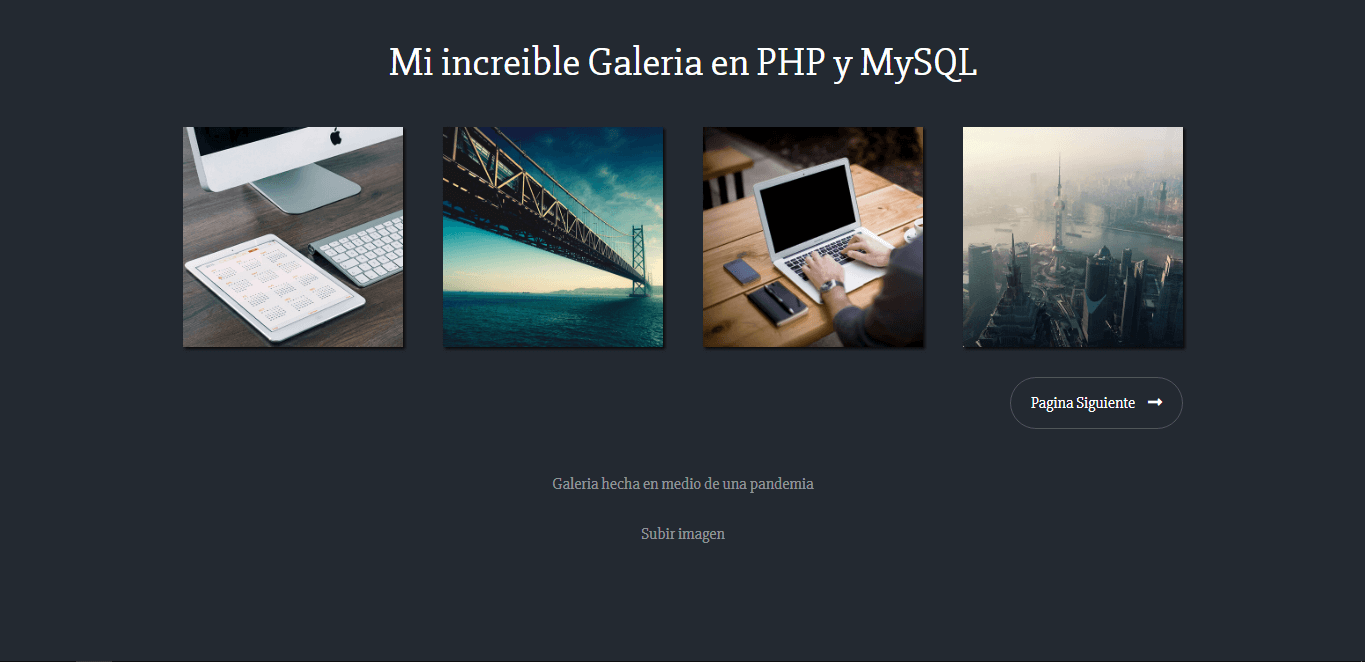 Mi increible Galeria en PHP y MySQL
Pagina Siguiente
Galeria hecha en medio de una pandemia
Subir imagen